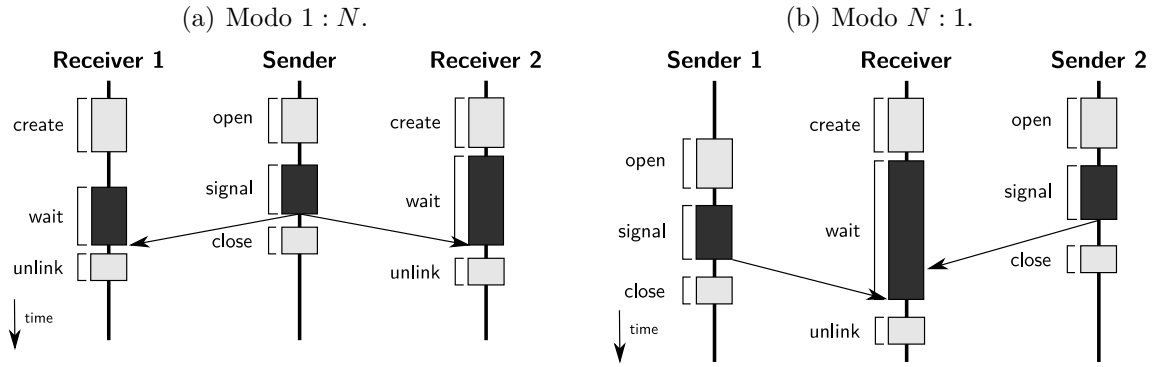 (a) Modo 1 : N.
Receiver 1 Sender Receiver 2
create open create
signal
wait wait
close
unlink unlink
time
(b) Modo N : 1.
Sender 1 Receiver Sender 2
create open
open
signal
signal wait
close
close
unlink
time